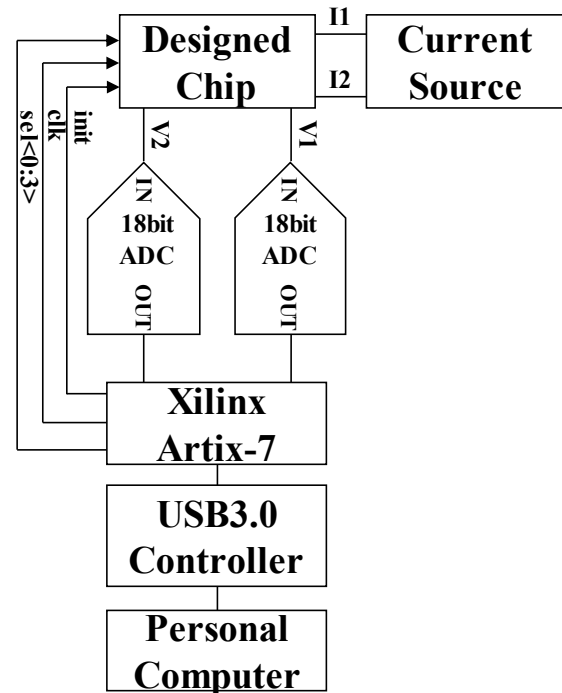 Designed
Chip
I1
I2
Current
Source
sel<0:3>
clk
init
V2
V1
IN
18bit
ADC
OUT
IN
18bit
ADC
OUT
Xilinx
Artix-7
USB3.0
Controller
Personal
Computer